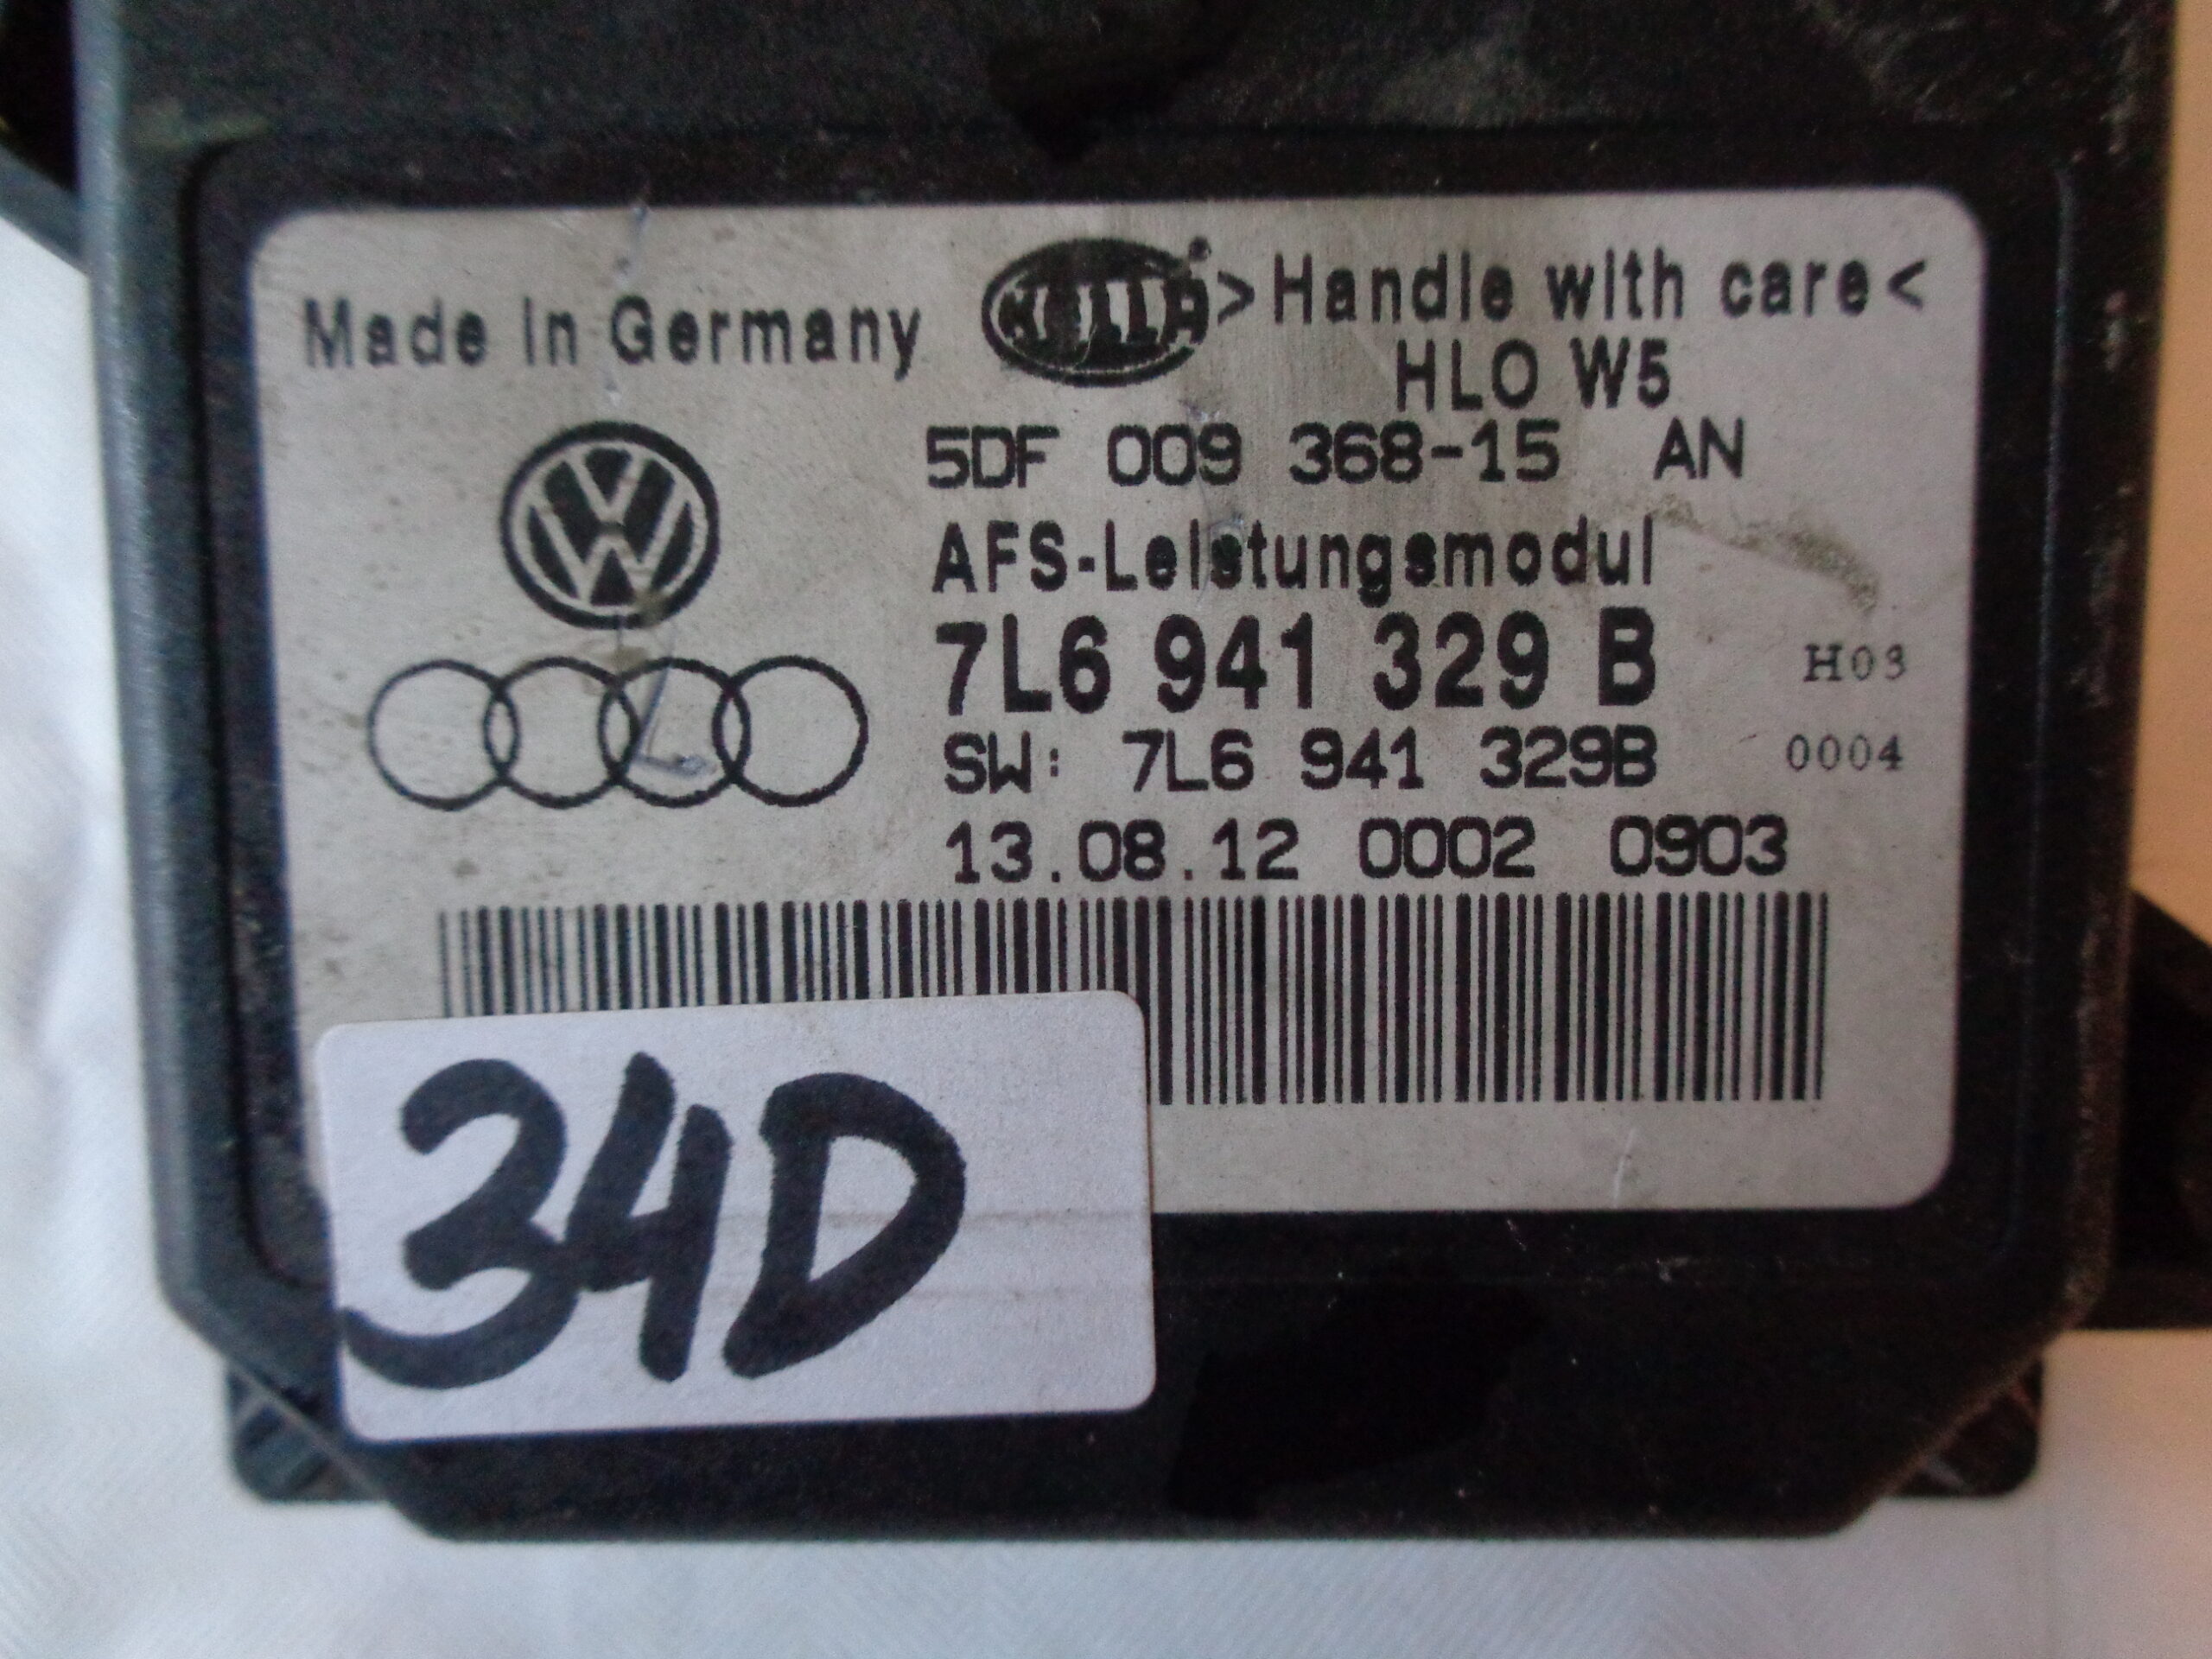 Made in Germany
HELLA
>Handle with care<
HLO W5
5DF 009 368-15 AN
AFS-Leistungsmodul
7L6 941 329 B H03
SW: 7L6 941 329B 0004
13.08.12 0002 0903
34D